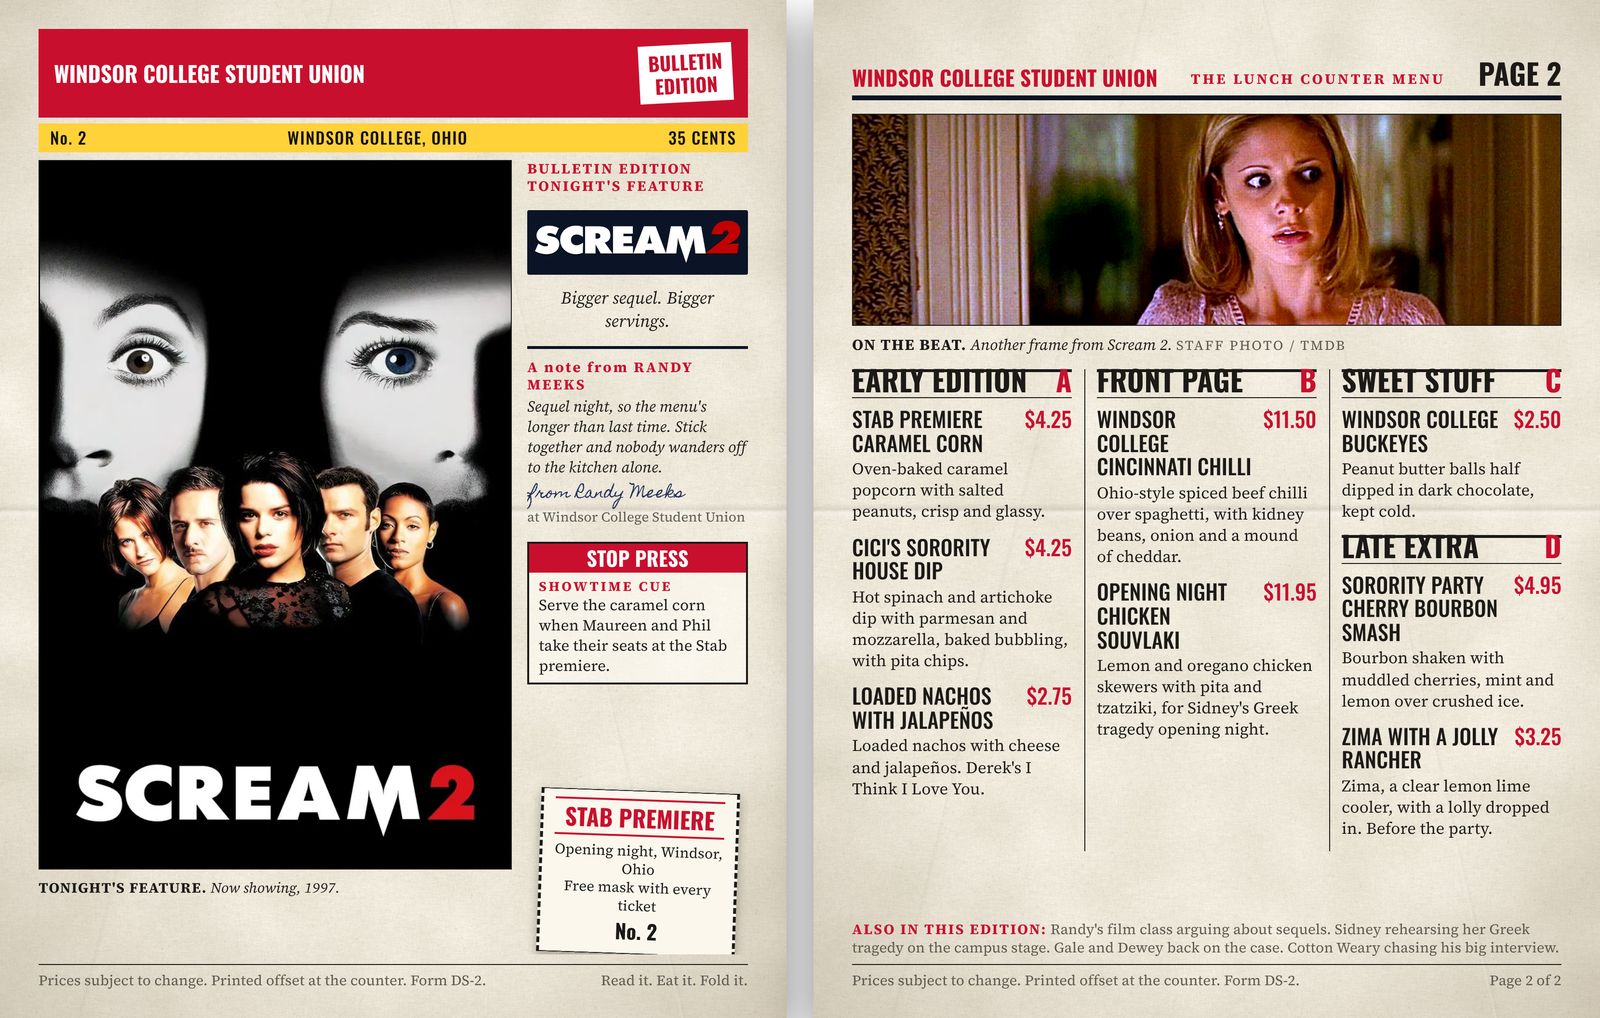 WINDSOR COLLEGE STUDENT UNION
BULLETIN
EDITION
No. 2
WINDSOR COLLEGE, OHIO
35 CENTS
BULLETIN EDITION
TONIGHT'S FEATURE
SCREAM 2
Bigger sequel. Bigger
servings.
A note from RANDY
MEEKS
Sequel night, so the menu's
longer than last time. Stick
together and nobody wanders off
to the kitchen alone.
from Randy Meeks
at Windsor College Student Union
STOP PRESS
SHOWTIME CUE
Serve the caramel corn
when Maureen and Phil
take their seats at the Stab
premiere.
SCREAM 2
STAB PREMIERE
Opening night, Windsor,
Ohio
Free mask with every
ticket
No. 2
TONIGHT'S FEATURE. Now showing, 1997.
Prices subject to change. Printed offset at the counter. Form DS-2.
Read it. Eat it. Fold it.
WINDSOR COLLEGE STUDENT UNION
THE LUNCH COUNTER MENU
PAGE 2
ON THE BEAT. Another frame from Scream 2. STAFF PHOTO / TMDB
EARLY EDITION A
STAB PREMIERE $4.25
CARAMEL CORN
Oven-baked caramel
popcorn with salted
peanuts, crisp and glassy.
CICI'S SORORITY $4.25
HOUSE DIP
Hot spinach and artichoke
dip with parmesan and
mozzarella, baked bubbling,
with pita chips.
LOADED NACHOS $2.75
WITH JALAPEÑOS
Loaded nachos with cheese
and jalapeños. Derek's I
Think I Love You.
FRONT PAGE B
WINDSOR $11.50
COLLEGE
CINCINNATI CHILLI
Ohio-style spiced beef chilli
over spaghetti, with kidney
beans, onion and a mound
of cheddar.
OPENING NIGHT $11.95
CHICKEN
SOUVLAKI
Lemon and oregano chicken
skewers with pita and
tzatziki, for Sidney's Greek
tragedy opening night.
SWEET STUFF C
WINDSOR COLLEGE $2.50
BUCKEYES
Peanut butter balls half
dipped in dark chocolate,
kept cold.
LATE EXTRA D
SORORITY PARTY $4.95
CHERRY BOURBON
SMASH
Bourbon shaken with
muddled cherries, mint and
lemon over crushed ice.
ZIMA WITH A JOLLY $3.25
RANCHER
Zima, a clear lemon lime
cooler, with a lolly dropped
in. Before the party.
ALSO IN THIS EDITION: Randy's film class arguing about sequels. Sidney rehearsing her Greek
tragedy on the campus stage. Gale and Dewey back on the case. Cotton Weary chasing his big interview.
Prices subject to change. Printed offset at the counter. Form DS-2.
Page 2 of 2